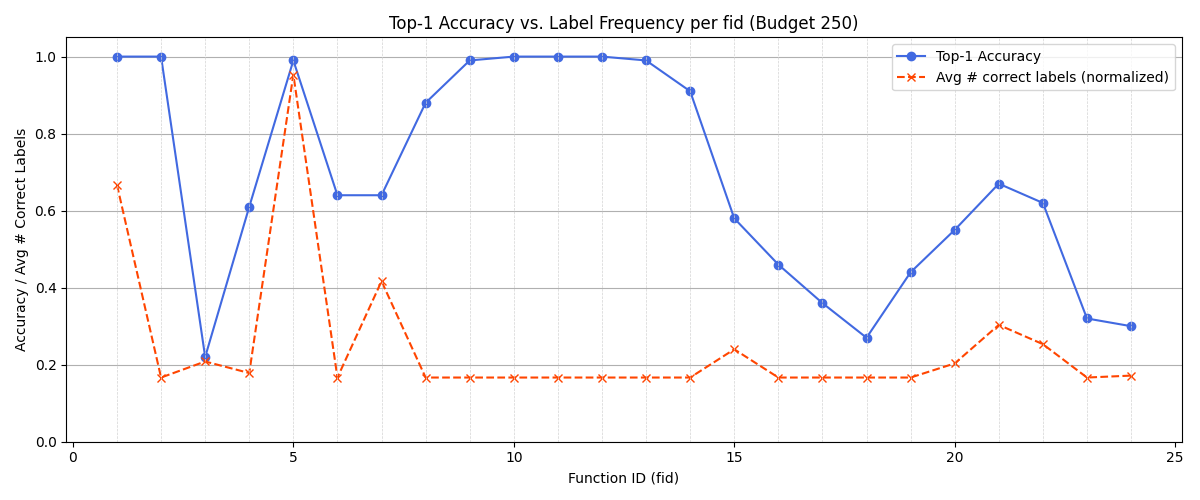 Top-1 Accuracy vs. Label Frequency per fid (Budget 250)
Top-1 Accuracy
Avg # correct labels (normalized)
Accuracy / Avg # Correct Labels
1.0
0.8
0.6
0.4
0.2
0.0
0 5 10 15 20 25
Function ID (fid)